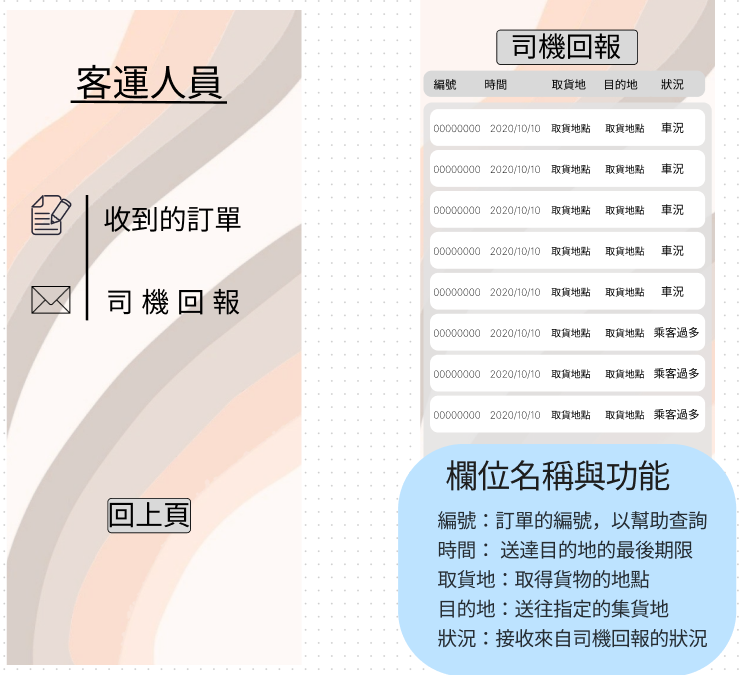 客運人員
收到的訂單
司機回報
回上頁
司機回報
編號 時間 取貨地 目的地 狀況
00000000 2020/10/10 取貨地點 取貨地點 車況
00000000 2020/10/10 取貨地點 取貨地點 車況
00000000 2020/10/10 取貨地點 取貨地點 車況
00000000 2020/10/10 取貨地點 取貨地點 車況
00000000 2020/10/10 取貨地點 取貨地點 車況
00000000 2020/10/10 取貨地點 取貨地點 乘客過多
00000000 2020/10/10 取貨地點 取貨地點 乘客過多
00000000 2020/10/10 取貨地點 取貨地點 乘客過多
欄位名稱與功能
編號：訂單的編號，以幫助查詢
時間： 送達目的地的最後期限
取貨地：取得貨物的地點
目的地：送往指定的集貨地
狀況：接收來自司機回報的狀況